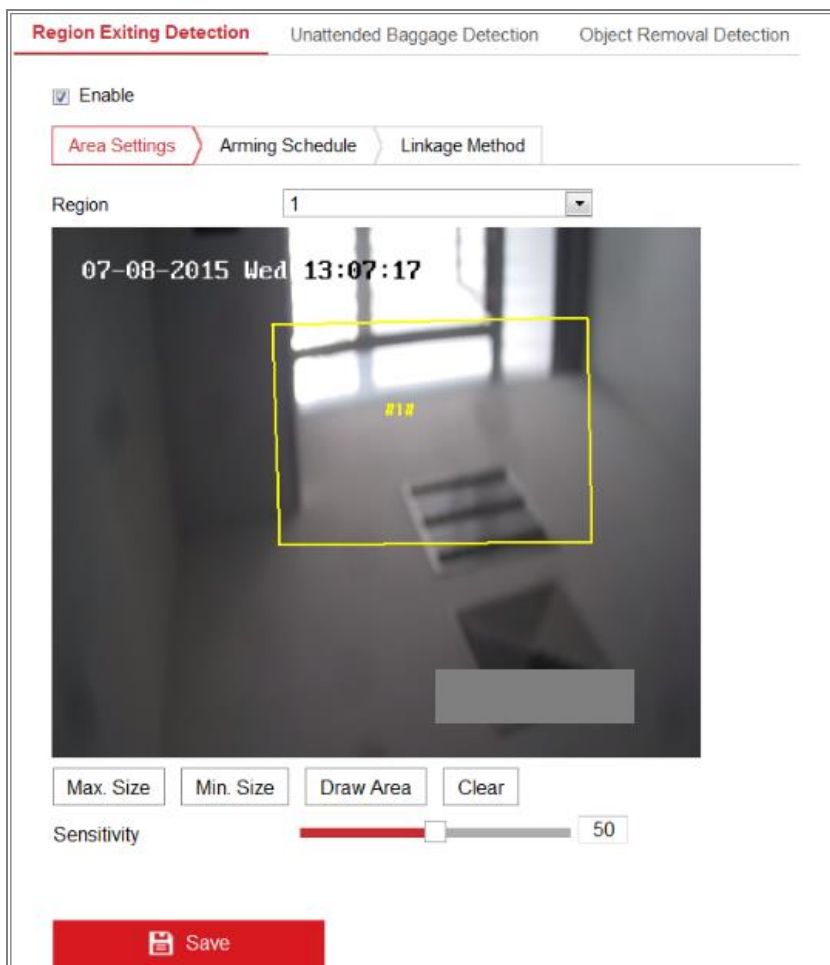 Region Exiting Detection Unattended Baggage Detection Object Removal Detection
Enable
Area Settings Arming Schedule Linkage Method
Region 1
07-08-2015 Wed 13:07:17
#1#
Max. Size Min. Size Draw Area Clear
Sensitivity 50
Save